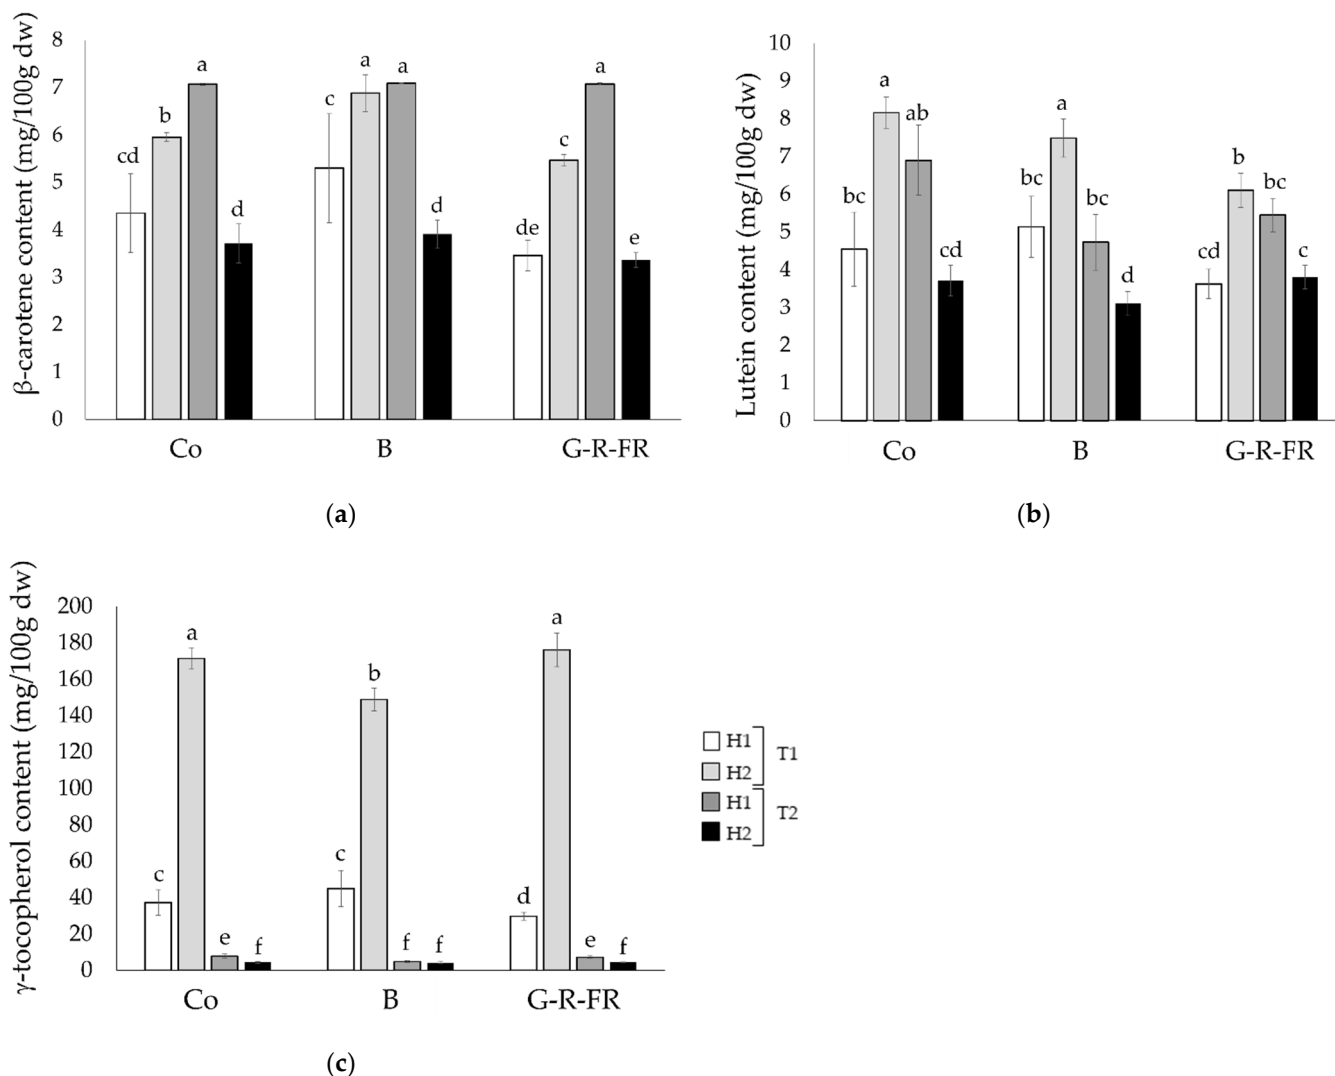 β-carotene content (mg/100g dw)
8
7
6
5
4
3
2
1
0
cd
b
a
d
c
a
a
d
de
c
a
e
Co
B
G-R-FR
(a)
Lutein content (mg/100g dw)
10
9
8
7
6
5
4
3
2
1
0
bc
a
ab
cd
bc
a
bc
d
cd
b
bc
c
Co
B
G-R-FR
(b)
γ-tocopherol content (mg/100g dw)
200
180
160
140
120
100
80
60
40
20
0
c
a
e
f
c
b
f
f
d
a
e
f
Co
B
G-R-FR
(c)
H1
H2
T1
H1
H2
T2